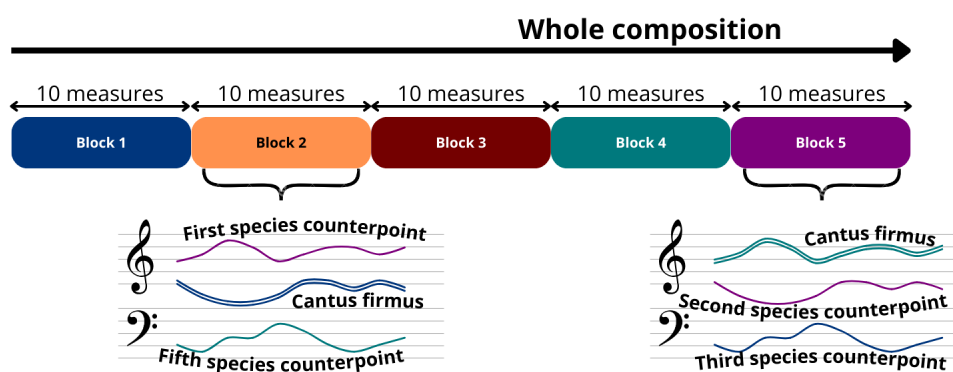 Whole composition
10 measures 10 measures 10 measures 10 measures 10 measures
Block 1 Block 2 Block 3 Block 4 Block 5
First species counterpoint
Cantus firmus
Fifth species counterpoint
Cantus firmus
Second species counterpoint
Third species counterpoint